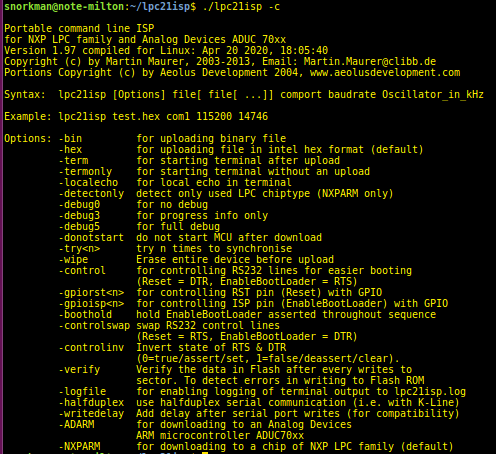 snorkman@note-milton:~/lpc21isp$ ./lpc21isp -c
Portable command line ISP
for NXP LPC family and Analog Devices ADUC 70xx
Version 1.97 compiled for Linux: Apr 20 2020, 18:05:40
Copyright (c) by Martin Maurer, 2003-2013, Email: Martin.Maurer@clibb.de
Portions Copyright (c) by Aeolus Development 2004, www.aeolusdevelopment.com
Syntax:  lpc21isp [Options] file[ file[ ...]] comport baudrate Oscillator_in_kHz
Example: lpc21isp test.hex com1 115200 14746
Options: -bin         for uploading binary file
         -hex         for uploading file in intel hex format (default)
         -term        for starting terminal after upload
         -termonly    for starting terminal without an upload
         -localecho   for local echo in terminal
         -detectonly  detect only used LPC chiptype (NXPARM only)
         -debug0      for no debug
         -debug3      for progress info only
         -debug5      for full debug
         -donotstart  do not start MCU after download
         -try<n>      try n times to synchronise
         -wipe        Erase entire device before upload
         -control     for controlling RS232 lines for easier booting
                      (Reset = DTR, EnableBootLoader = RTS)
         -gpiorst<n>  for controlling RST pin (Reset) with GPIO
         -gpioisp<n>  for controlling ISP pin (EnableBootLoader) with GPIO
         -boothold    hold EnableBootLoader asserted throughout sequence
         -controlswap swap RS232 control lines
                      (Reset = RTS, EnableBootLoader = DTR)
         -controlinv  Invert state of RTS & DTR
                      (0=true/assert/set, 1=false/deassert/clear).
         -verify      Verify the data in Flash after every writes to
                      sector. To detect errors in writing to Flash ROM
         -logfile     for enabling logging of terminal output to lpc21isp.log
         -halfduplex  use halfduplex serial communication (i.e. with K-Line)
         -writedelay  Add delay after serial port writes (for compatibility)
         -ADARM       for downloading to an Analog Devices
                      ARM microcontroller ADUC70xx
         -NXPARM      for downloading to a chip of NXP LPC family (default)